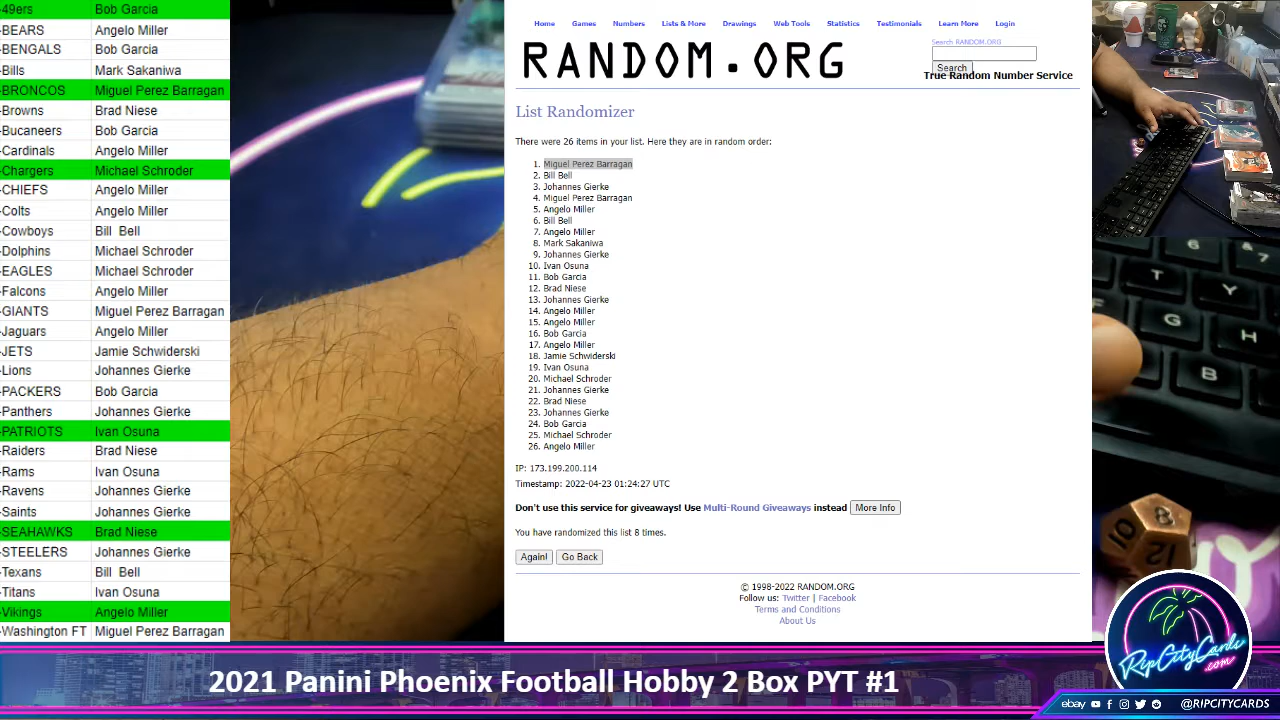 -49ers Bob Garcia
-BEARS Angelo Miller
-BENGALS Bob Garcia
-Bills Mark Sakaniwa
-BRONCOS Miguel Perez Barragan
-Browns Brad Niese
-Bucaneers Bob Garcia
-Cardinals Angelo Miller
-Chargers Michael Schroder
-CHIEFS Angelo Miller
-Colts Angelo Miller
-Cowboys Bill Bell
-Dolphins Michael Schroder
-EAGLES Michael Schroder
-Falcons Angelo Miller
-GIANTS Miguel Perez Barragan
-Jaguars Angelo Miller
-JETS Jamie Schwiderski
-Lions Johannes Gierke
-PACKERS Bob Garcia
-Panthers Johannes Gierke
-PATRIOTS Ivan Osuna
-Raiders Brad Niese
-Rams Ivan Osuna
-Ravens Johannes Gierke
-Saints Johannes Gierke
-SEAHAWKS Brad Niese
-STEELERS Johannes Gierke
-Texans Bill Bell
-Titans Ivan Osuna
-Vikings Angelo Miller
-Washington FT Miguel Perez Barragan
Home Games Numbers Lists & More Drawings Web Tools Statistics Testimonials Learn More Login
RANDOM.ORG
Search RANDOM.ORG
Search
True Random Number Service
List Randomizer
There were 26 items in your list. Here they are in random order:
1. Miguel Perez Barragan
2. Bill Bell
3. Johannes Gierke
4. Miguel Perez Barragan
5. Angelo Miller
6. Bill Bell
7. Angelo Miller
8. Mark Sakaniwa
9. Johannes Gierke
10. Ivan Osuna
11. Bob Garcia
12. Brad Niese
13. Johannes Gierke
14. Angelo Miller
15. Angelo Miller
16. Bob Garcia
17. Angelo Miller
18. Jamie Schwiderski
19. Ivan Osuna
20. Michael Schroder
21. Johannes Gierke
22. Brad Niese
23. Johannes Gierke
24. Bob Garcia
25. Michael Schroder
26. Angelo Miller
IP: 173.199.200.114
Timestamp: 2022-04-23 01:24:27 UTC
Don't use this service for giveaways! Use Multi-Round Giveaways instead More Info
You have randomized this list 8 times.
Again! Go Back
© 1998-2022 RANDOM.ORG
Follow us: Twitter | Facebook
Terms and Conditions
About Us
6
T
Y
G
H
8
10
12
RipCityCards
.com
2021 Panini Phoenix Football Hobby 2 Box PYT #1
ebay @RIPCITYCARDS